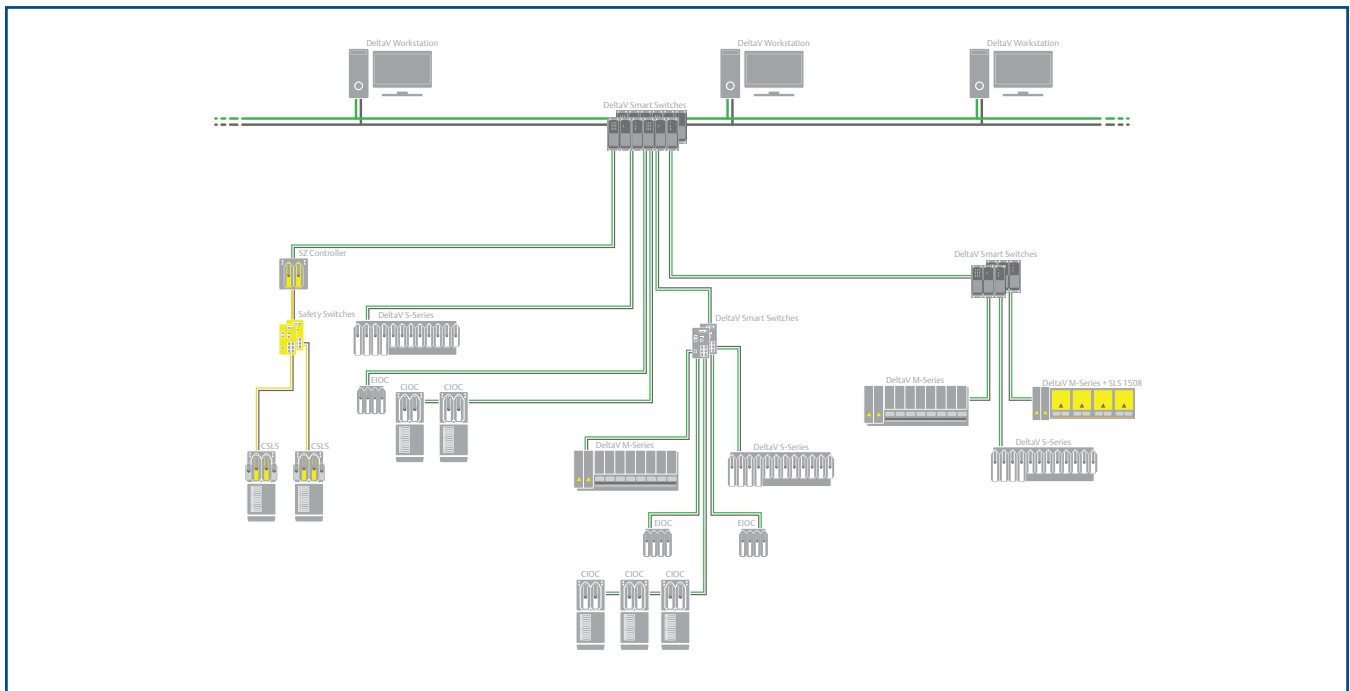 DeltaV Workstation
DeltaV Workstation
DeltaV Workstation
DeltaV Smart Switches
SZ Controller
DeltaV Smart Switches
Safety Switches
DeltaV S-Series
DeltaV Smart Switches
EIOC
CIOC
CIOC
DeltaV M-Series
DeltaV M-Series + SLS 1508
CSLS
CSLS
DeltaV M-Series
DeltaV S-Series
DeltaV S-Series
EIOC
EIOC
CIOC
CIOC
CIOC